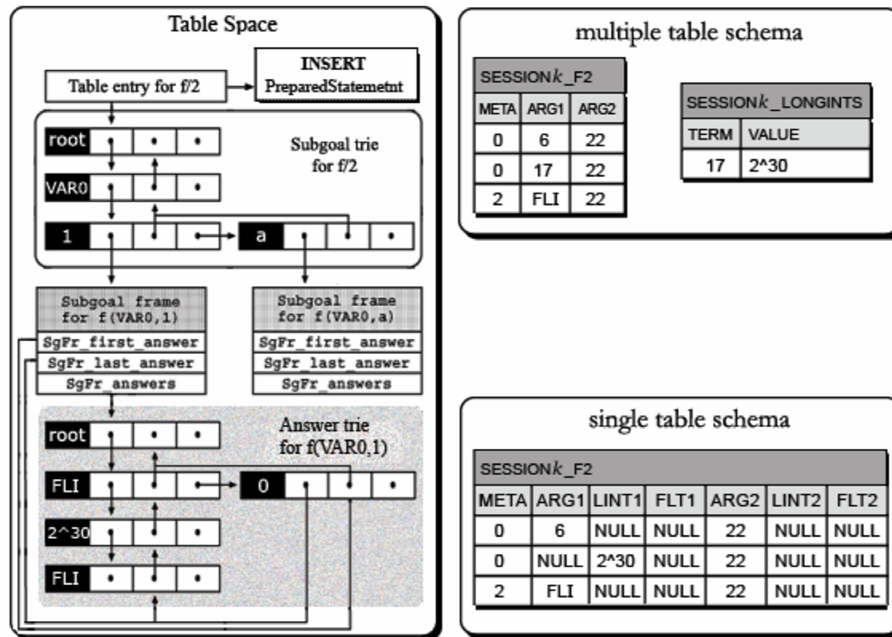 Table Space
Table entry for f/2
INSERT
PreparedStatemetnt
root
Subgoal trie
for f/2
VAR0
1
a
Subgoal frame
for f(VAR0,1)
SgFr_first_answer
SgFr_last_answer
SgFr_answers
Subgoal frame
for f(VAR0,a)
SgFr_first_answer
SgFr_last_answer
SgFr_answers
Answer trie
for f(VAR0,1)
root
FLI
0
2^30
FLI
multiple table schema
SESSIONk_F2
META ARG1 ARG2
0 6 22
0 17 22
2 FLI 22
SESSIONk_LONGINTS
TERM VALUE
17 2^30
single table schema
SESSIONk_F2
META ARG1 LINT1 FLT1 ARG2 LINT2 FLT2
0 6 NULL NULL 22 NULL NULL
0 NULL 2^30 NULL 22 NULL NULL
2 FLI NULL NULL 22 NULL NULL